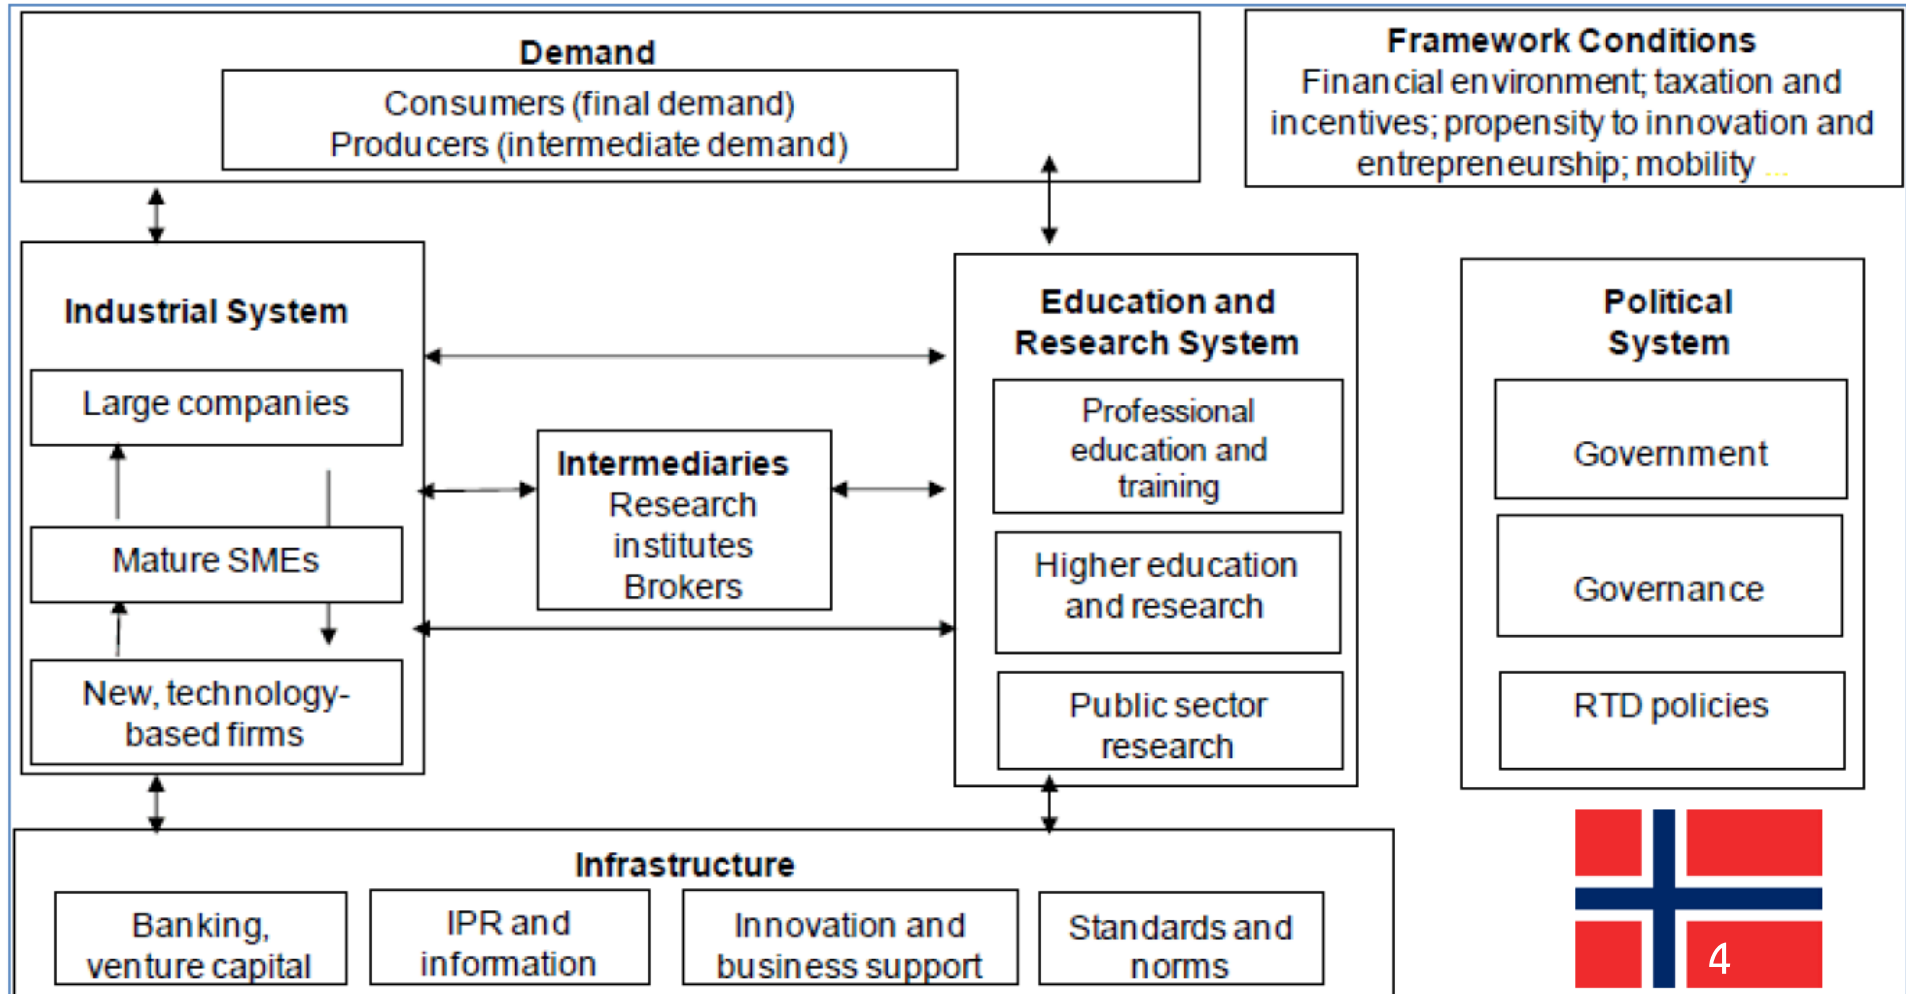 Demand
Consumers (final demand)
Producers (intermediate demand)
Framework Conditions
Financial environment; taxation and
incentives; propensity to innovation and
entrepreneurship; mobility ...
Industrial System
Large companies
Mature SMEs
New, technology-
based firms
Intermediaries
Research
institutes
Brokers
Education and
Research System
Professional
education and
training
Higher education
and research
Public sector
research
Political
System
Government
Governance
RTD policies
Infrastructure
Banking,
venture capital
IPR and
information
Innovation and
business support
Standards and
norms
4